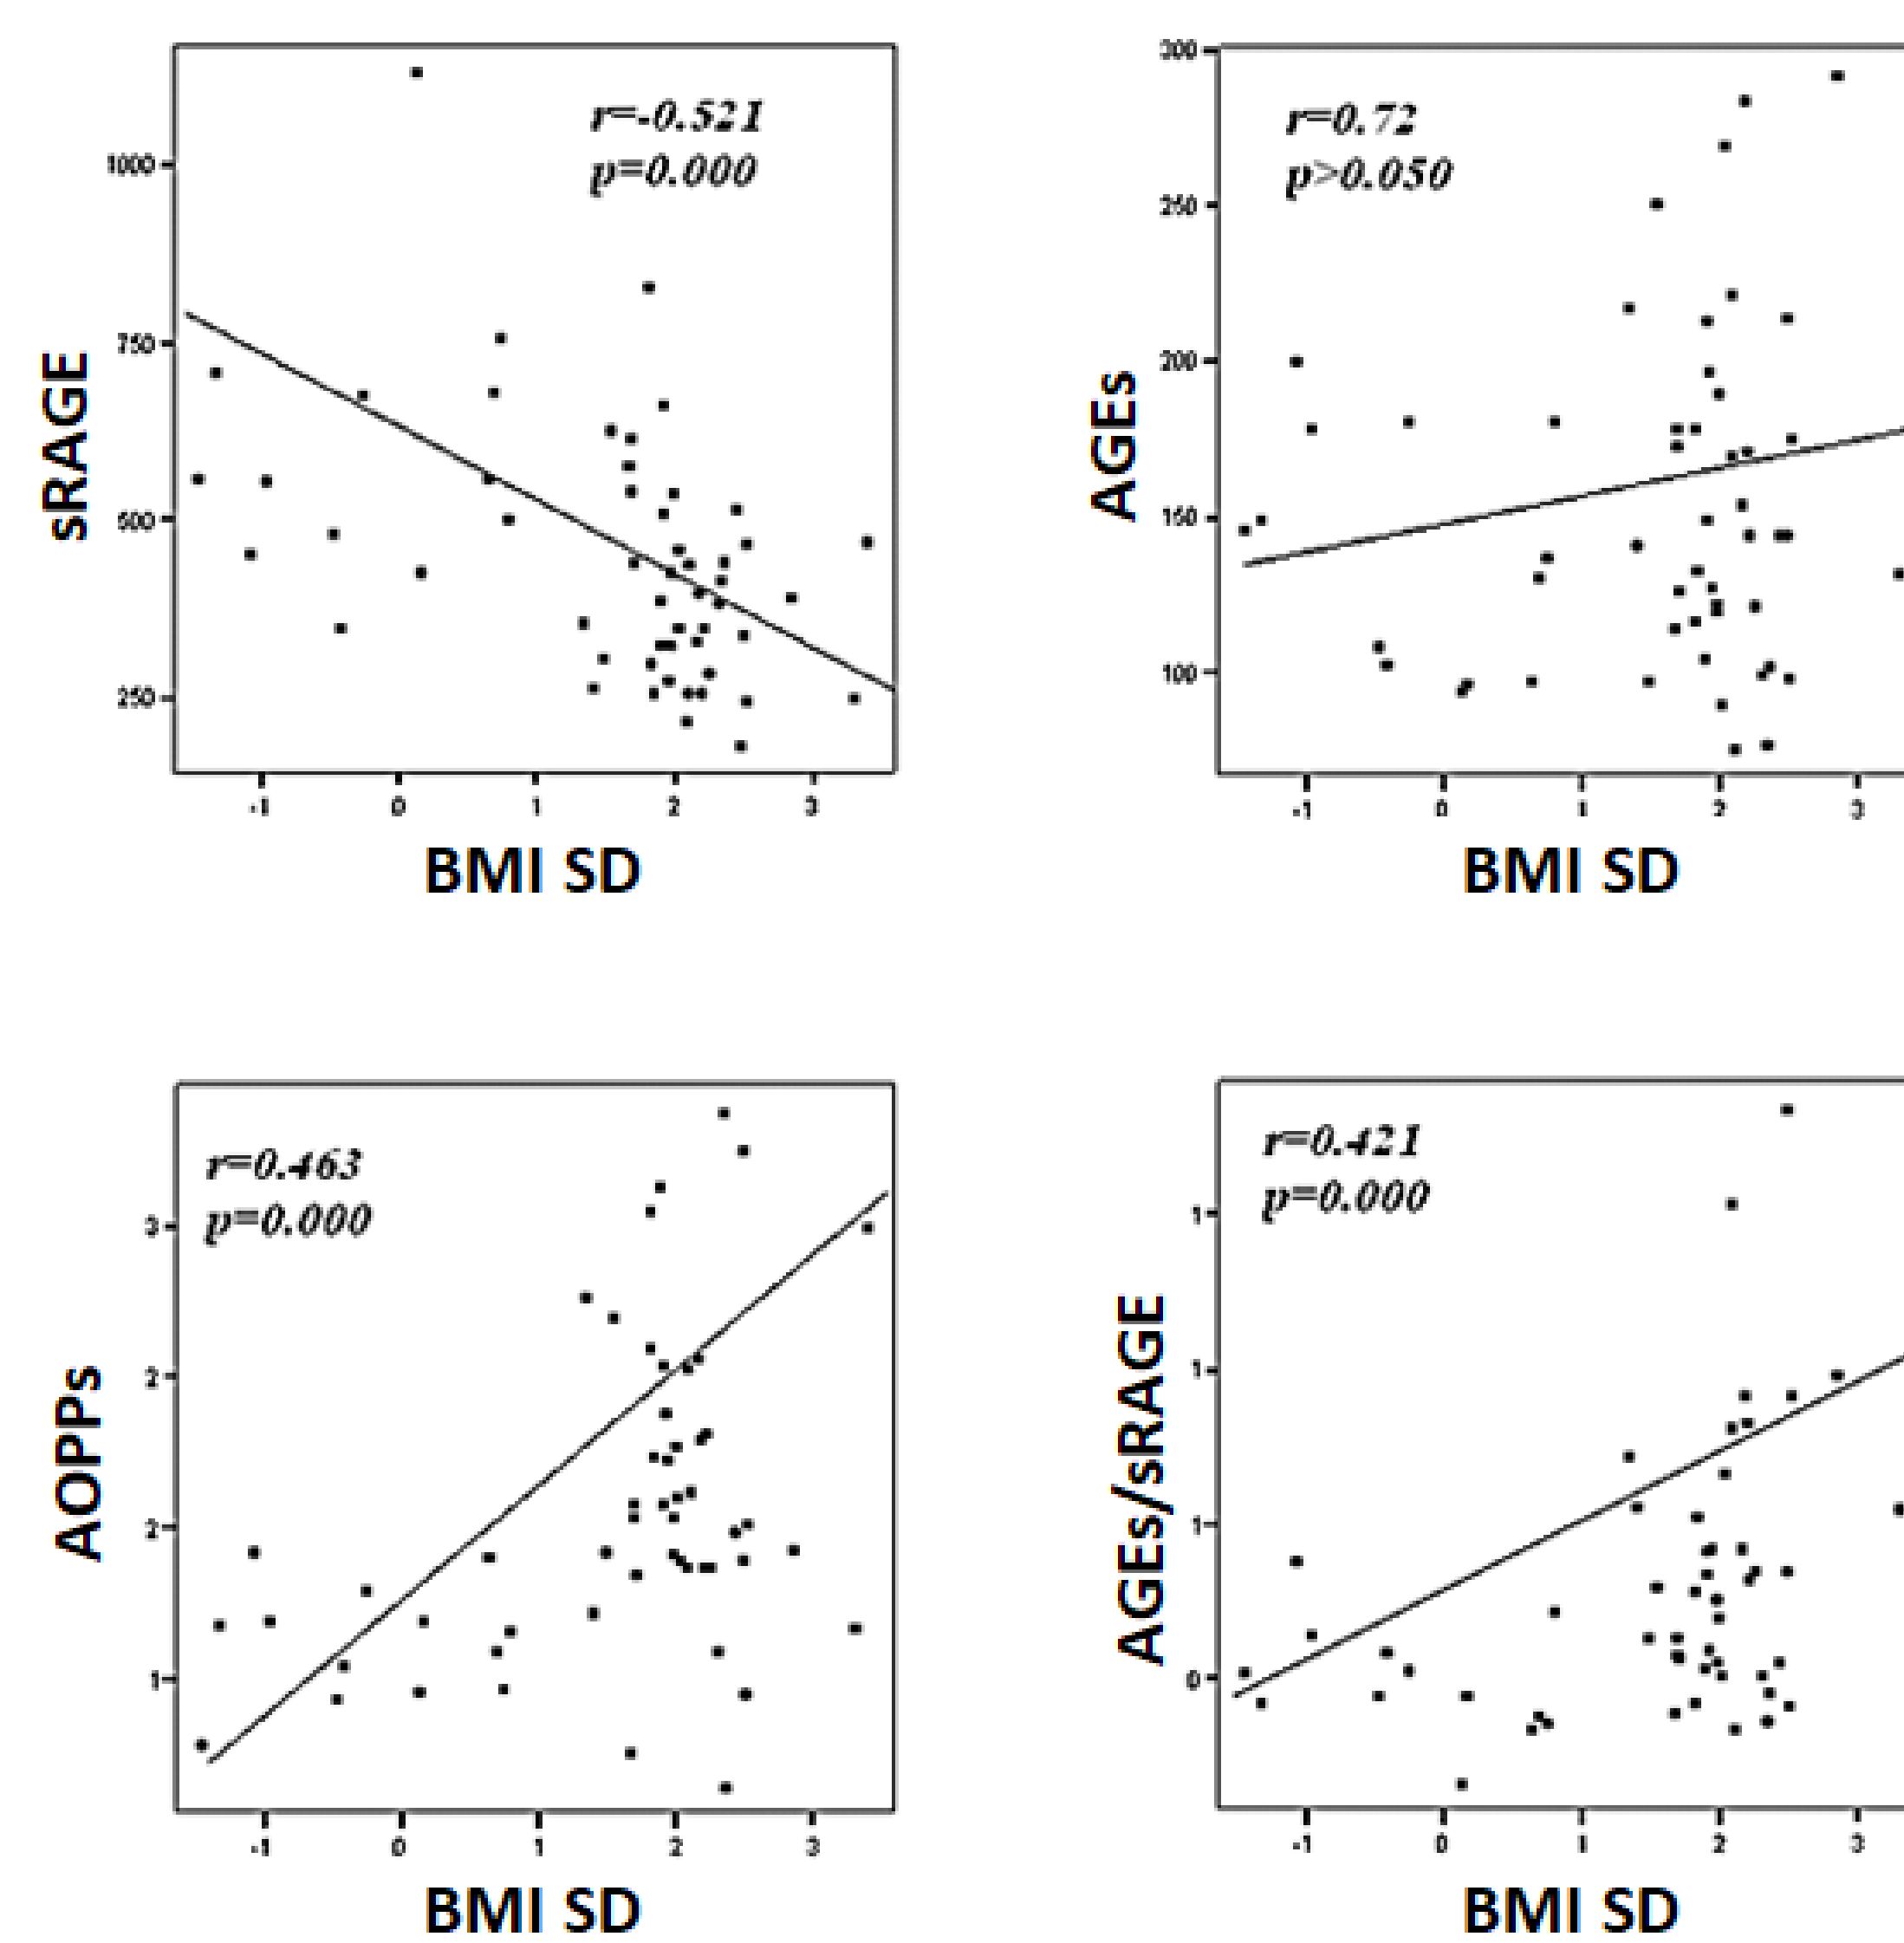 r=-0.521
p=0.000
sRAGE
1000
750
500
250
-1 0 1 2 3
BMI SD
r=0.72
p>0.050
AGEs
300
250
200
150
100
-1 0 1 2 3
BMI SD
r=0.463
p=0.000
AOPPs
3
2
2
1
-1 0 1 2 3
BMI SD
r=0.421
p=0.000
AGEs/sRAGE
1
1
1
0
-1 0 1 2 3
BMI SD